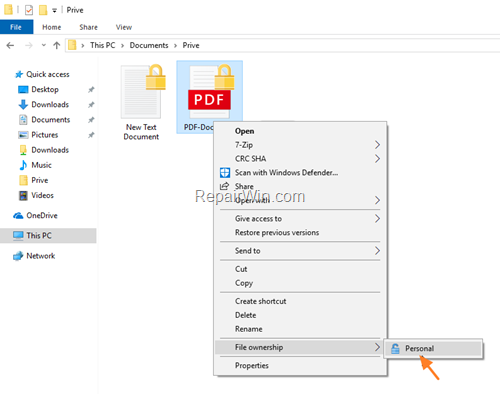 Prive
File
Home
Share
View
This PC > Documents > Prive
Quick access
Desktop
Downloads
Documents
Pictures
Downloads
Music
Prive
Videos
OneDrive
This PC
Network
New Text
Document
PDF
PDF-Doc
Open
7-Zip
CRC SHA
Scan with Windows Defender...
Share
Open with
RepairWin.com
Give access to
Restore previous versions
Send to
Cut
Copy
Create shortcut
Delete
Rename
File ownership
Personal
Properties